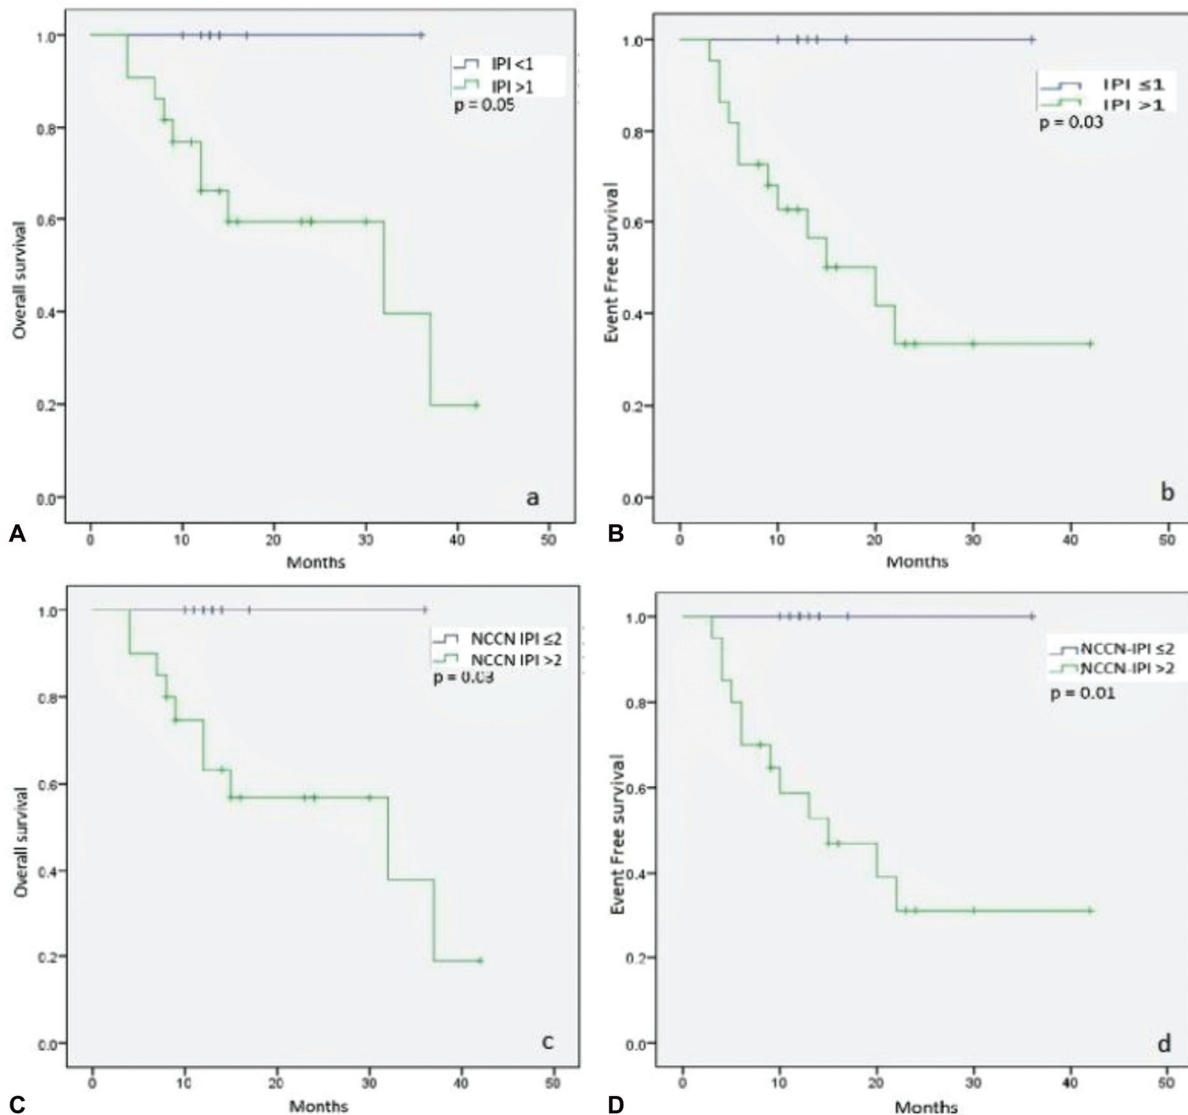 1.0
0.8
0.6
0.4
0.2
0.0
Overall survival
IPI <1
IPI >1
p = 0.05
a
0 10 20 30 40 50
Months
A
1.0
0.8
0.6
0.4
0.2
0.0
Event Free survival
IPI ≤1
IPI >1
p = 0.03
b
0 10 20 30 40 50
Months
B
1.0
0.8
0.6
0.4
0.2
0.0
Overall survival
NCCN IPI ≤2
NCCN IPI >2
p = 0.03
c
0 10 20 30 40 50
Months
C
1.0
0.8
0.6
0.4
0.2
0.0
Event Free survival
NCCN-IPI ≤2
NCCN-IPI >2
p = 0.01
d
0 10 20 30 40 50
Months
D